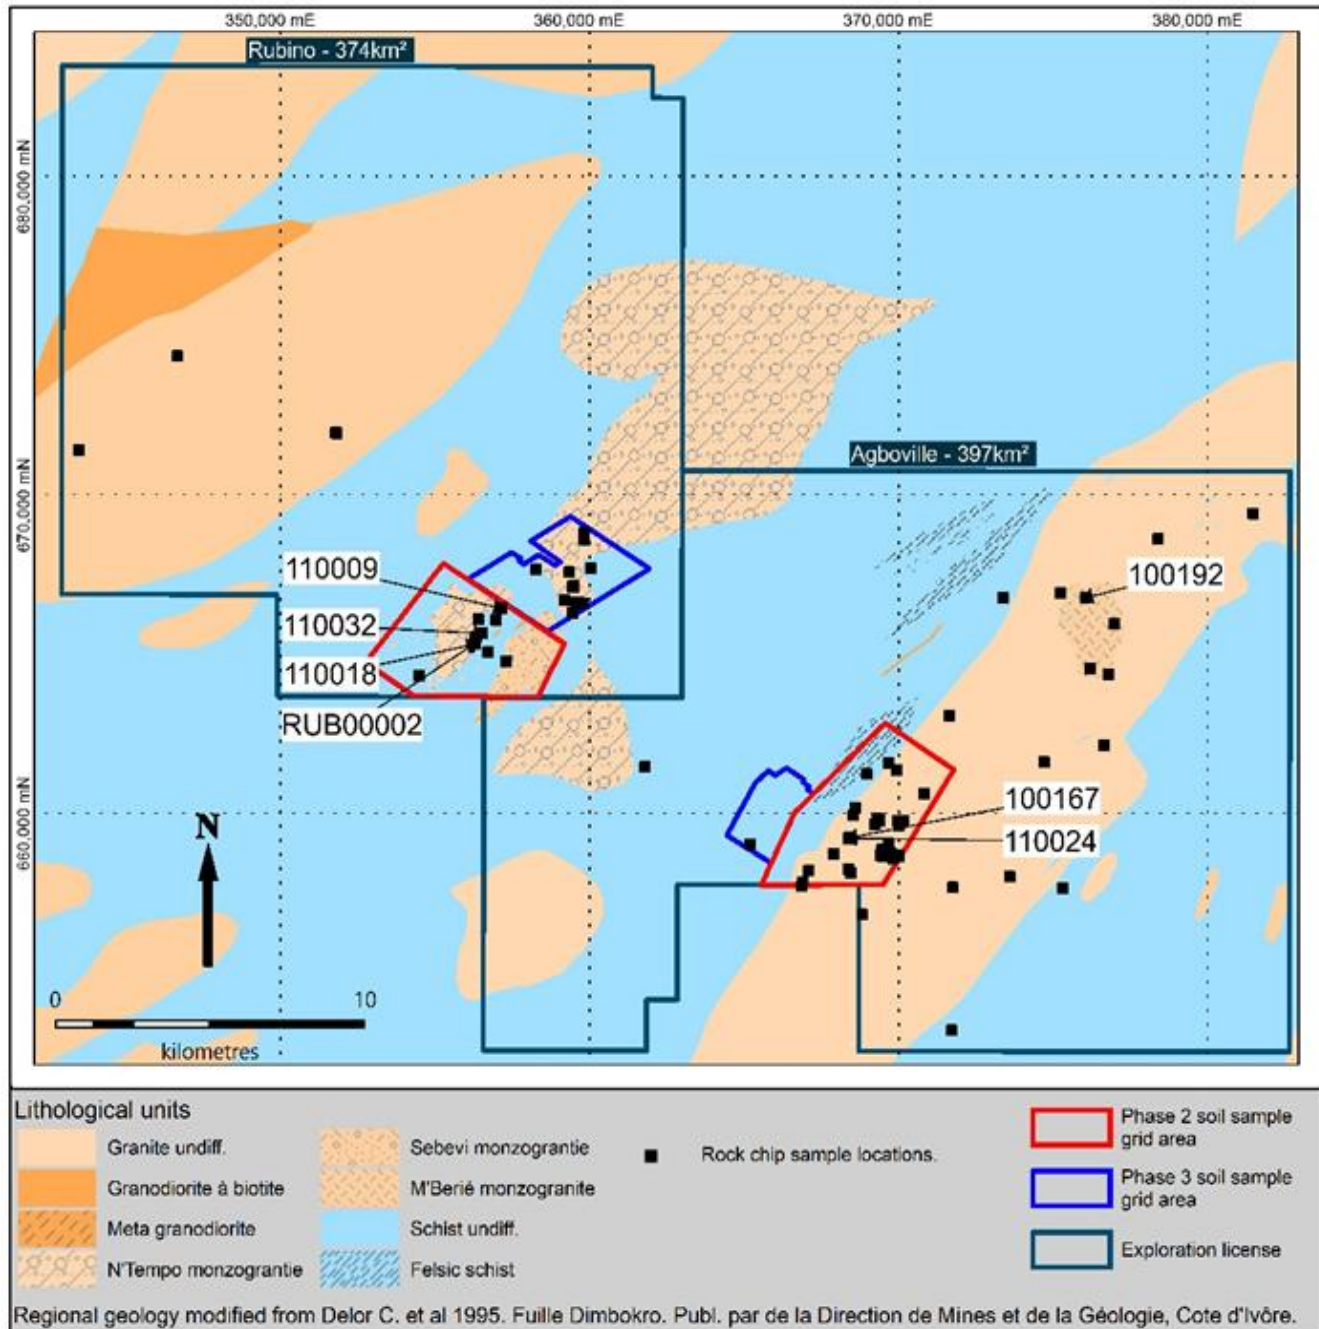 350,000 mE 360,000 mE 370,000 mE 380,000 mE
Rubino - 374km²
680,000 mN
Agboville - 397km²
670,000 mN
110009
100192
110032
110018
RUB00002
660,000 mN
100167
110024
N
0 10
kilometres
Lithological units
Granite undiff.
Granodiorite à biotite
Meta granodiorite
N'Tempo monzograntie
Sebevi monzograntie
M'Berié monzogranite
Schist undiff.
Felsic schist
Rock chip sample locations.
Phase 2 soil sample
grid area
Phase 3 soil sample
grid area
Exploration license
Regional geology modified from Delor C. et al 1995. Fuille Dimbokro. Publ. par de la Direction de Mines et de la Géologie, Cote d'Ivôre.